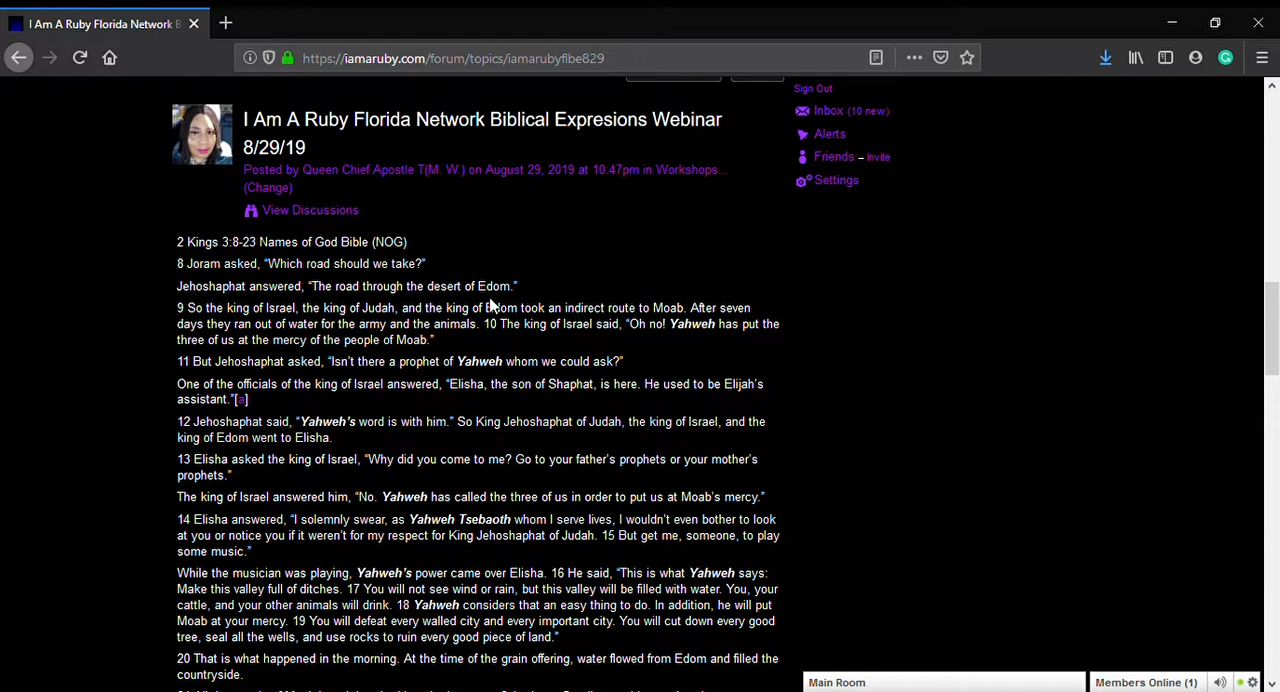 I Am A Ruby Florida Network B
https://iamaruby.com/forum/topics/iamarubyflbe829
Sign Out
Inbox (10 new)
Alerts
Friends – Invite
Settings
I Am A Ruby Florida Network Biblical Expresions Webinar
8/29/19
Posted by Queen Chief Apostle T(M. W.) on August 29, 2019 at 10:47pm in Workshops...
(Change)
View Discussions
2 Kings 3:8-23 Names of God Bible (NOG)
8 Joram asked, “Which road should we take?”
Jehoshaphat answered, “The road through the desert of Edom.”
9 So the king of Israel, the king of Judah, and the king of Edom took an indirect route to Moab. After seven
days they ran out of water for the army and the animals. 10 The king of Israel said, “Oh no! Yahweh has put the
three of us at the mercy of the people of Moab.”
11 But Jehoshaphat asked, “Isn’t there a prophet of Yahweh whom we could ask?”
One of the officials of the king of Israel answered, “Elisha, the son of Shaphat, is here. He used to be Elijah’s
assistant.”[a]
12 Jehoshaphat said, “Yahweh’s word is with him.” So King Jehoshaphat of Judah, the king of Israel, and the
king of Edom went to Elisha.
13 Elisha asked the king of Israel, “Why did you come to me? Go to your father’s prophets or your mother’s
prophets.”
The king of Israel answered him, “No. Yahweh has called the three of us in order to put us at Moab’s mercy.”
14 Elisha answered, “I solemnly swear, as Yahweh Tsebaoth whom I serve lives, I wouldn’t even bother to look
at you or notice you if it weren’t for my respect for King Jehoshaphat of Judah. 15 But get me, someone, to play
some music.”
While the musician was playing, Yahweh’s power came over Elisha. 16 He said, “This is what Yahweh says:
Make this valley full of ditches. 17 You will not see wind or rain, but this valley will be filled with water. You, your
cattle, and your other animals will drink. 18 Yahweh considers that an easy thing to do. In addition, he will put
Moab at your mercy. 19 You will defeat every walled city and every important city. You will cut down every good
tree, seal all the wells, and use rocks to ruin every good piece of land.”
20 That is what happened in the morning. At the time of the grain offering, water flowed from Edom and filled the
countryside.
Main Room
Members Online (1)